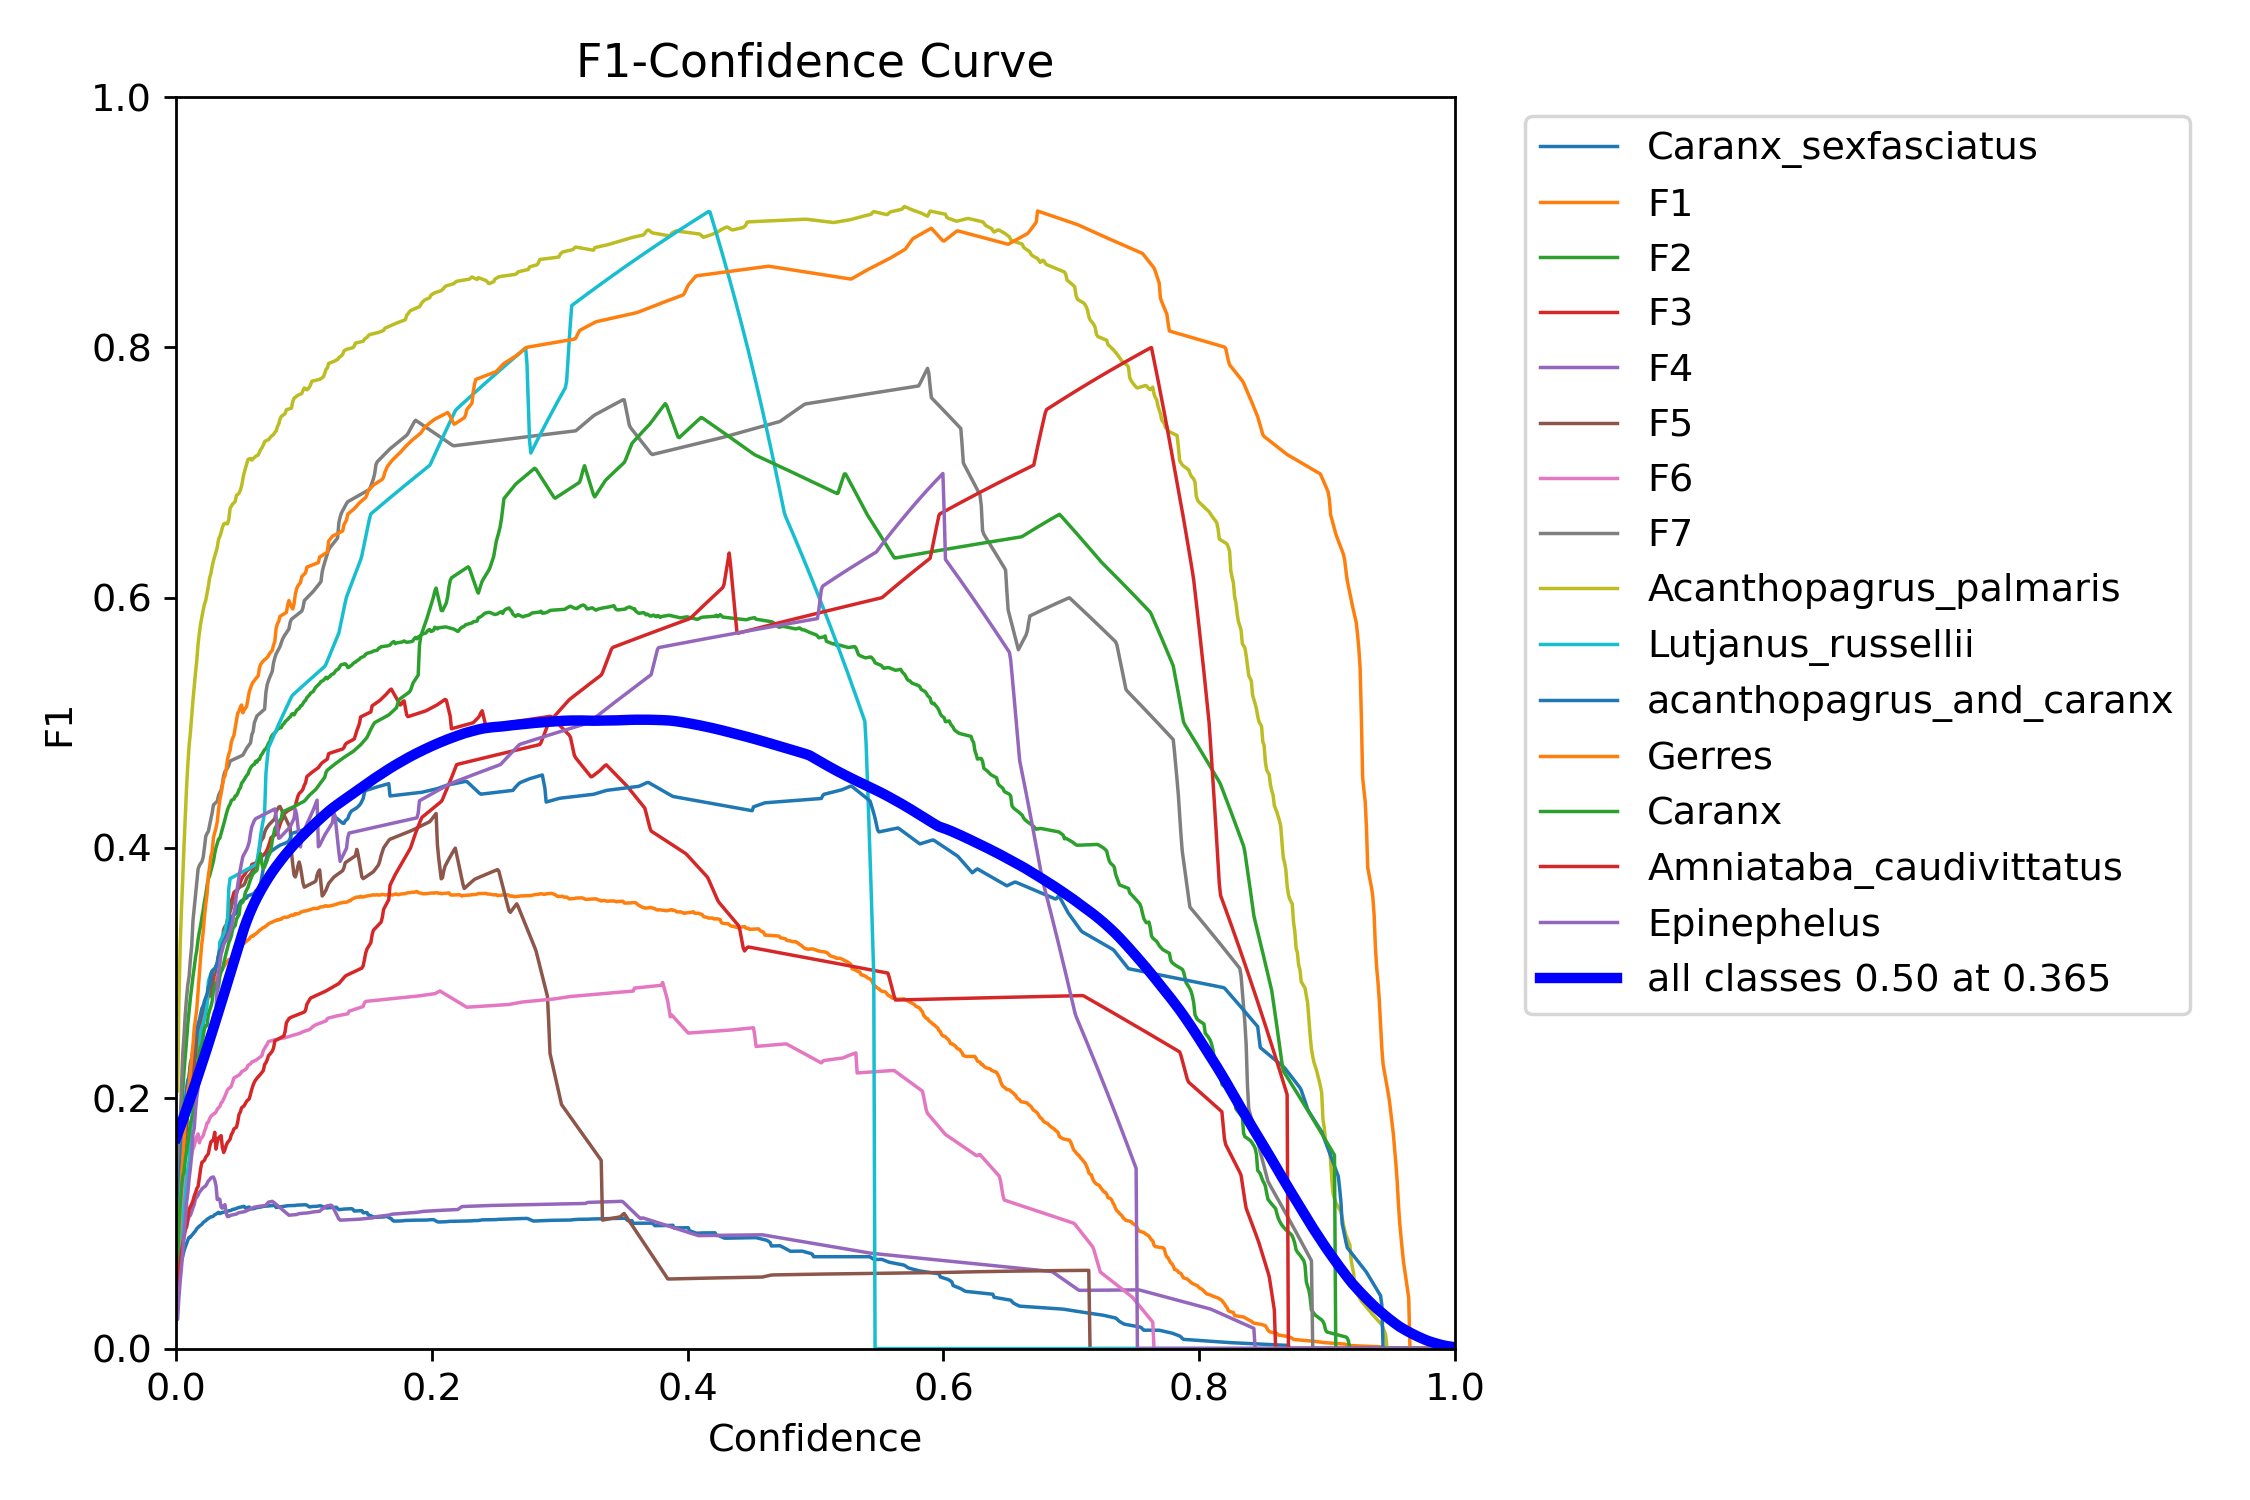 F1-Confidence Curve
1.0
0.8
0.6
0.4
0.2
0.0
F1
0.0 0.2 0.4 0.6 0.8 1.0
Confidence
Caranx_sexfasciatus
F1
F2
F3
F4
F5
F6
F7
Acanthopagrus_palmaris
Lutjanus_russellii
acanthopagrus_and_caranx
Gerres
Caranx
Amniataba_caudivittatus
Epinephelus
all classes 0.50 at 0.365